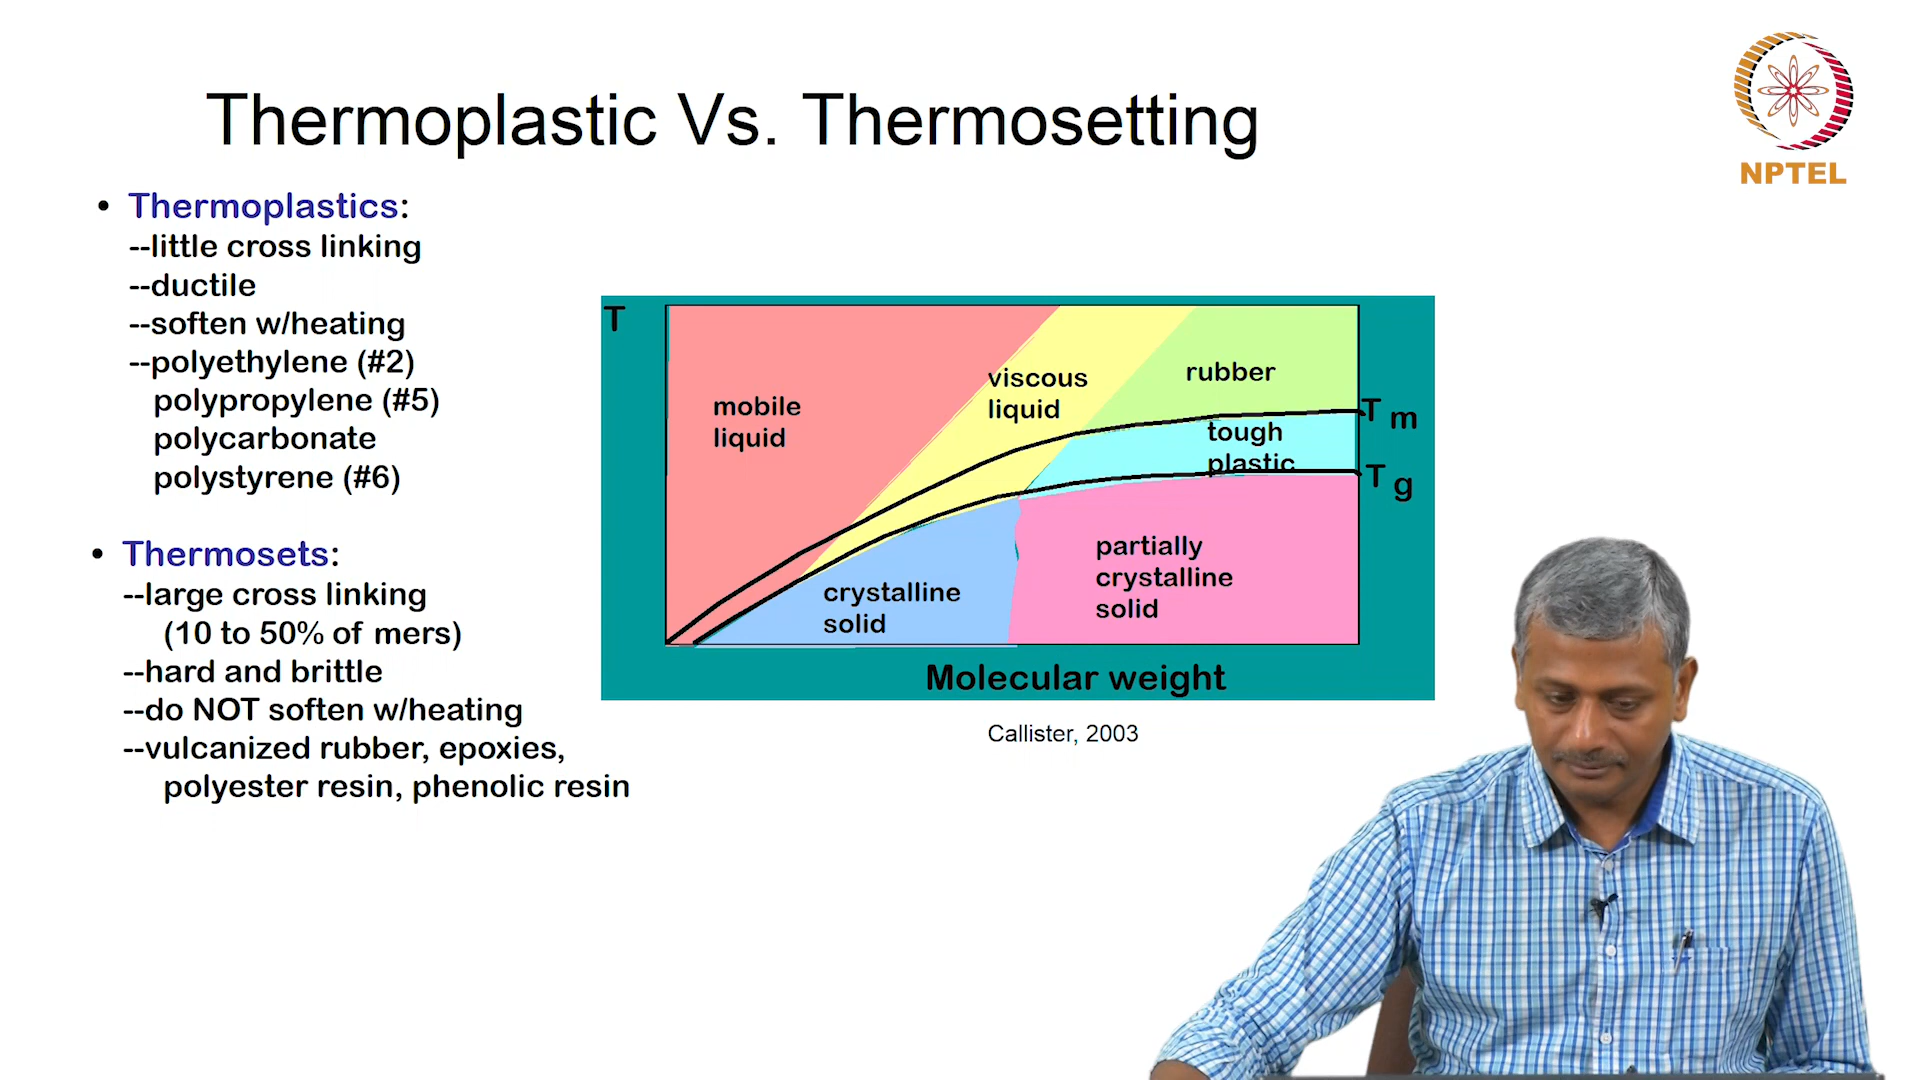 Thermoplastic Vs. Thermosetting
NPTEL
• Thermoplastics:
--little cross linking
--ductile
--soften w/heating
--polyethylene (#2)
polypropylene (#5)
polycarbonate
polystyrene (#6)
• Thermosets:
--large cross linking
(10 to 50% of mers)
--hard and brittle
--do NOT soften w/heating
--vulcanized rubber, epoxies,
polyester resin, phenolic resin
T
mobile
liquid
viscous
liquid
rubber
Tm
tough
plastic
Tg
crystalline
solid
partially
crystalline
solid
Molecular weight
Callister, 2003